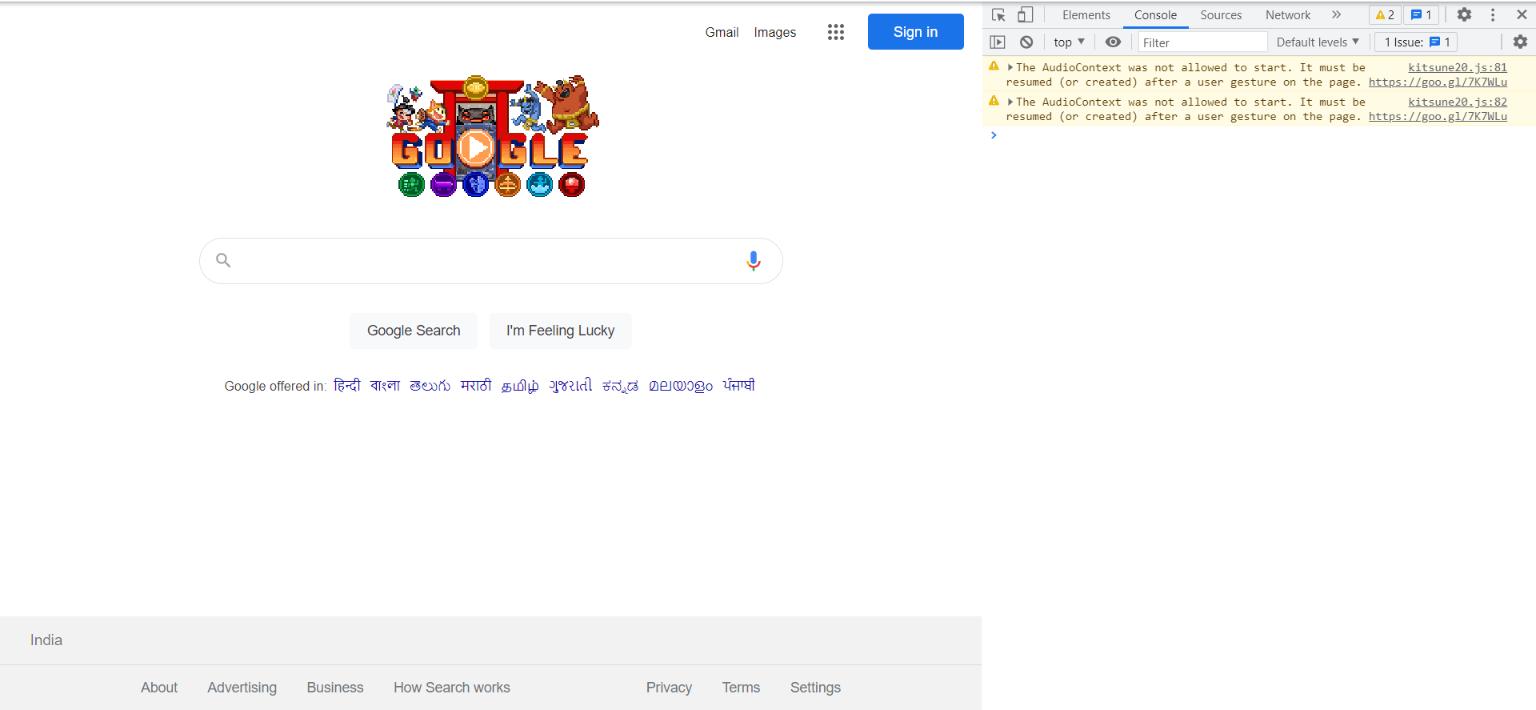 Gmail Images Sign in
GOOGLE
Google Search I'm Feeling Lucky
Google offered in: हिन्दी বাংলা తెలుగు मराठी தமிழ் ગુજરાતી ಕನ್ನಡ മലയാളം ਪੰਜਾਬੀ
India
About Advertising Business How Search works Privacy Terms Settings
Elements Console Sources Network » 2 1
top Filter Default levels 1 Issue: 1
The AudioContext was not allowed to start. It must be kitsune20.js:81
resumed (or created) after a user gesture on the page. https://goo.gl/7K7WLu
The AudioContext was not allowed to start. It must be kitsune20.js:82
resumed (or created) after a user gesture on the page. https://goo.gl/7K7WLu